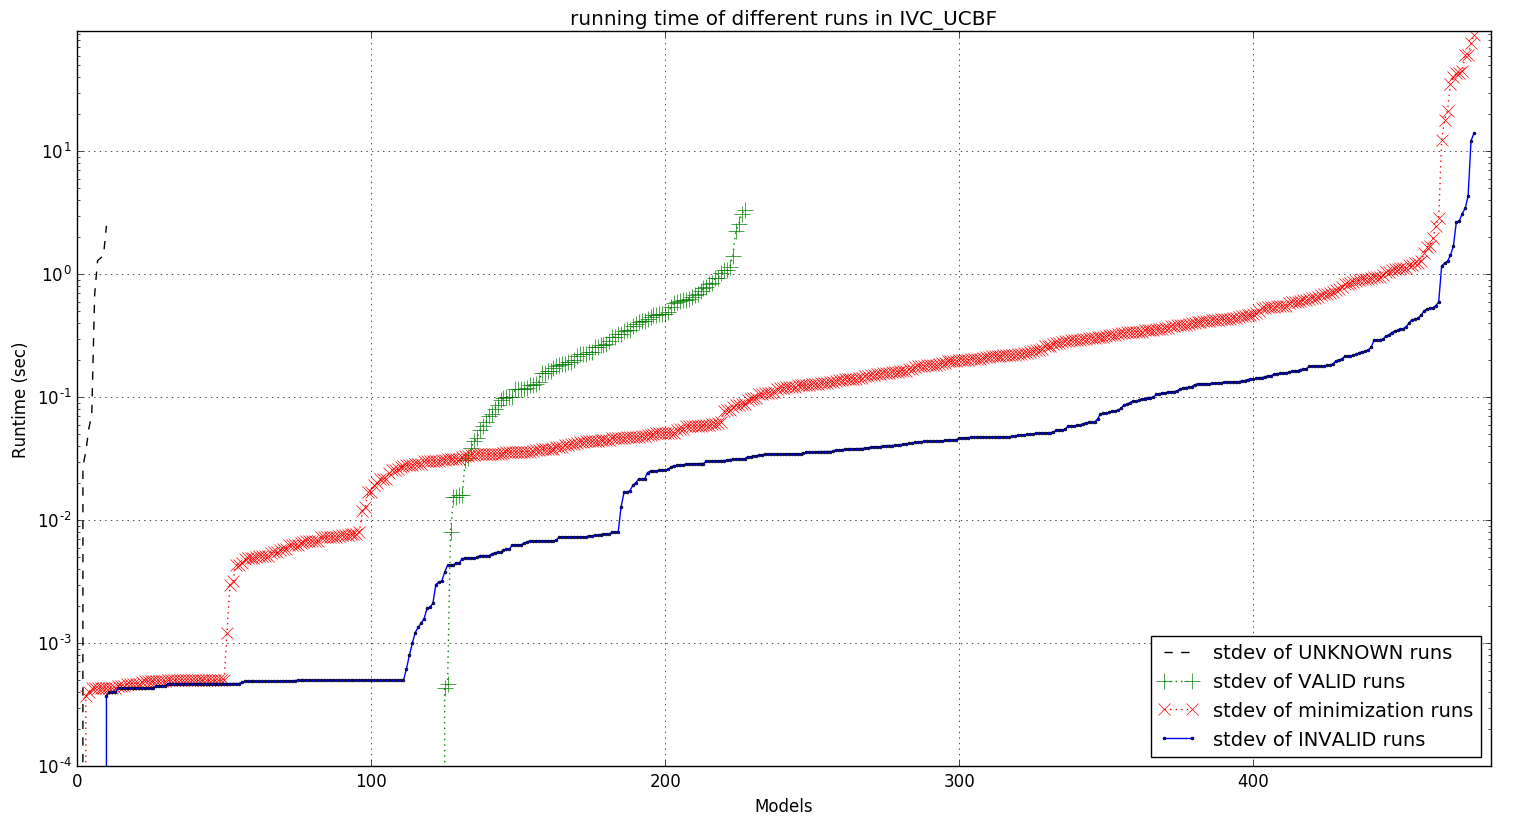 running time of different runs in IVC_UCBF
Runtime (sec)
10^1
10^0
10^-1
10^-2
10^-3
10^-4
0 100 200 300 400
Models
stdev of UNKNOWN runs
stdev of VALID runs
stdev of minimization runs
stdev of INVALID runs